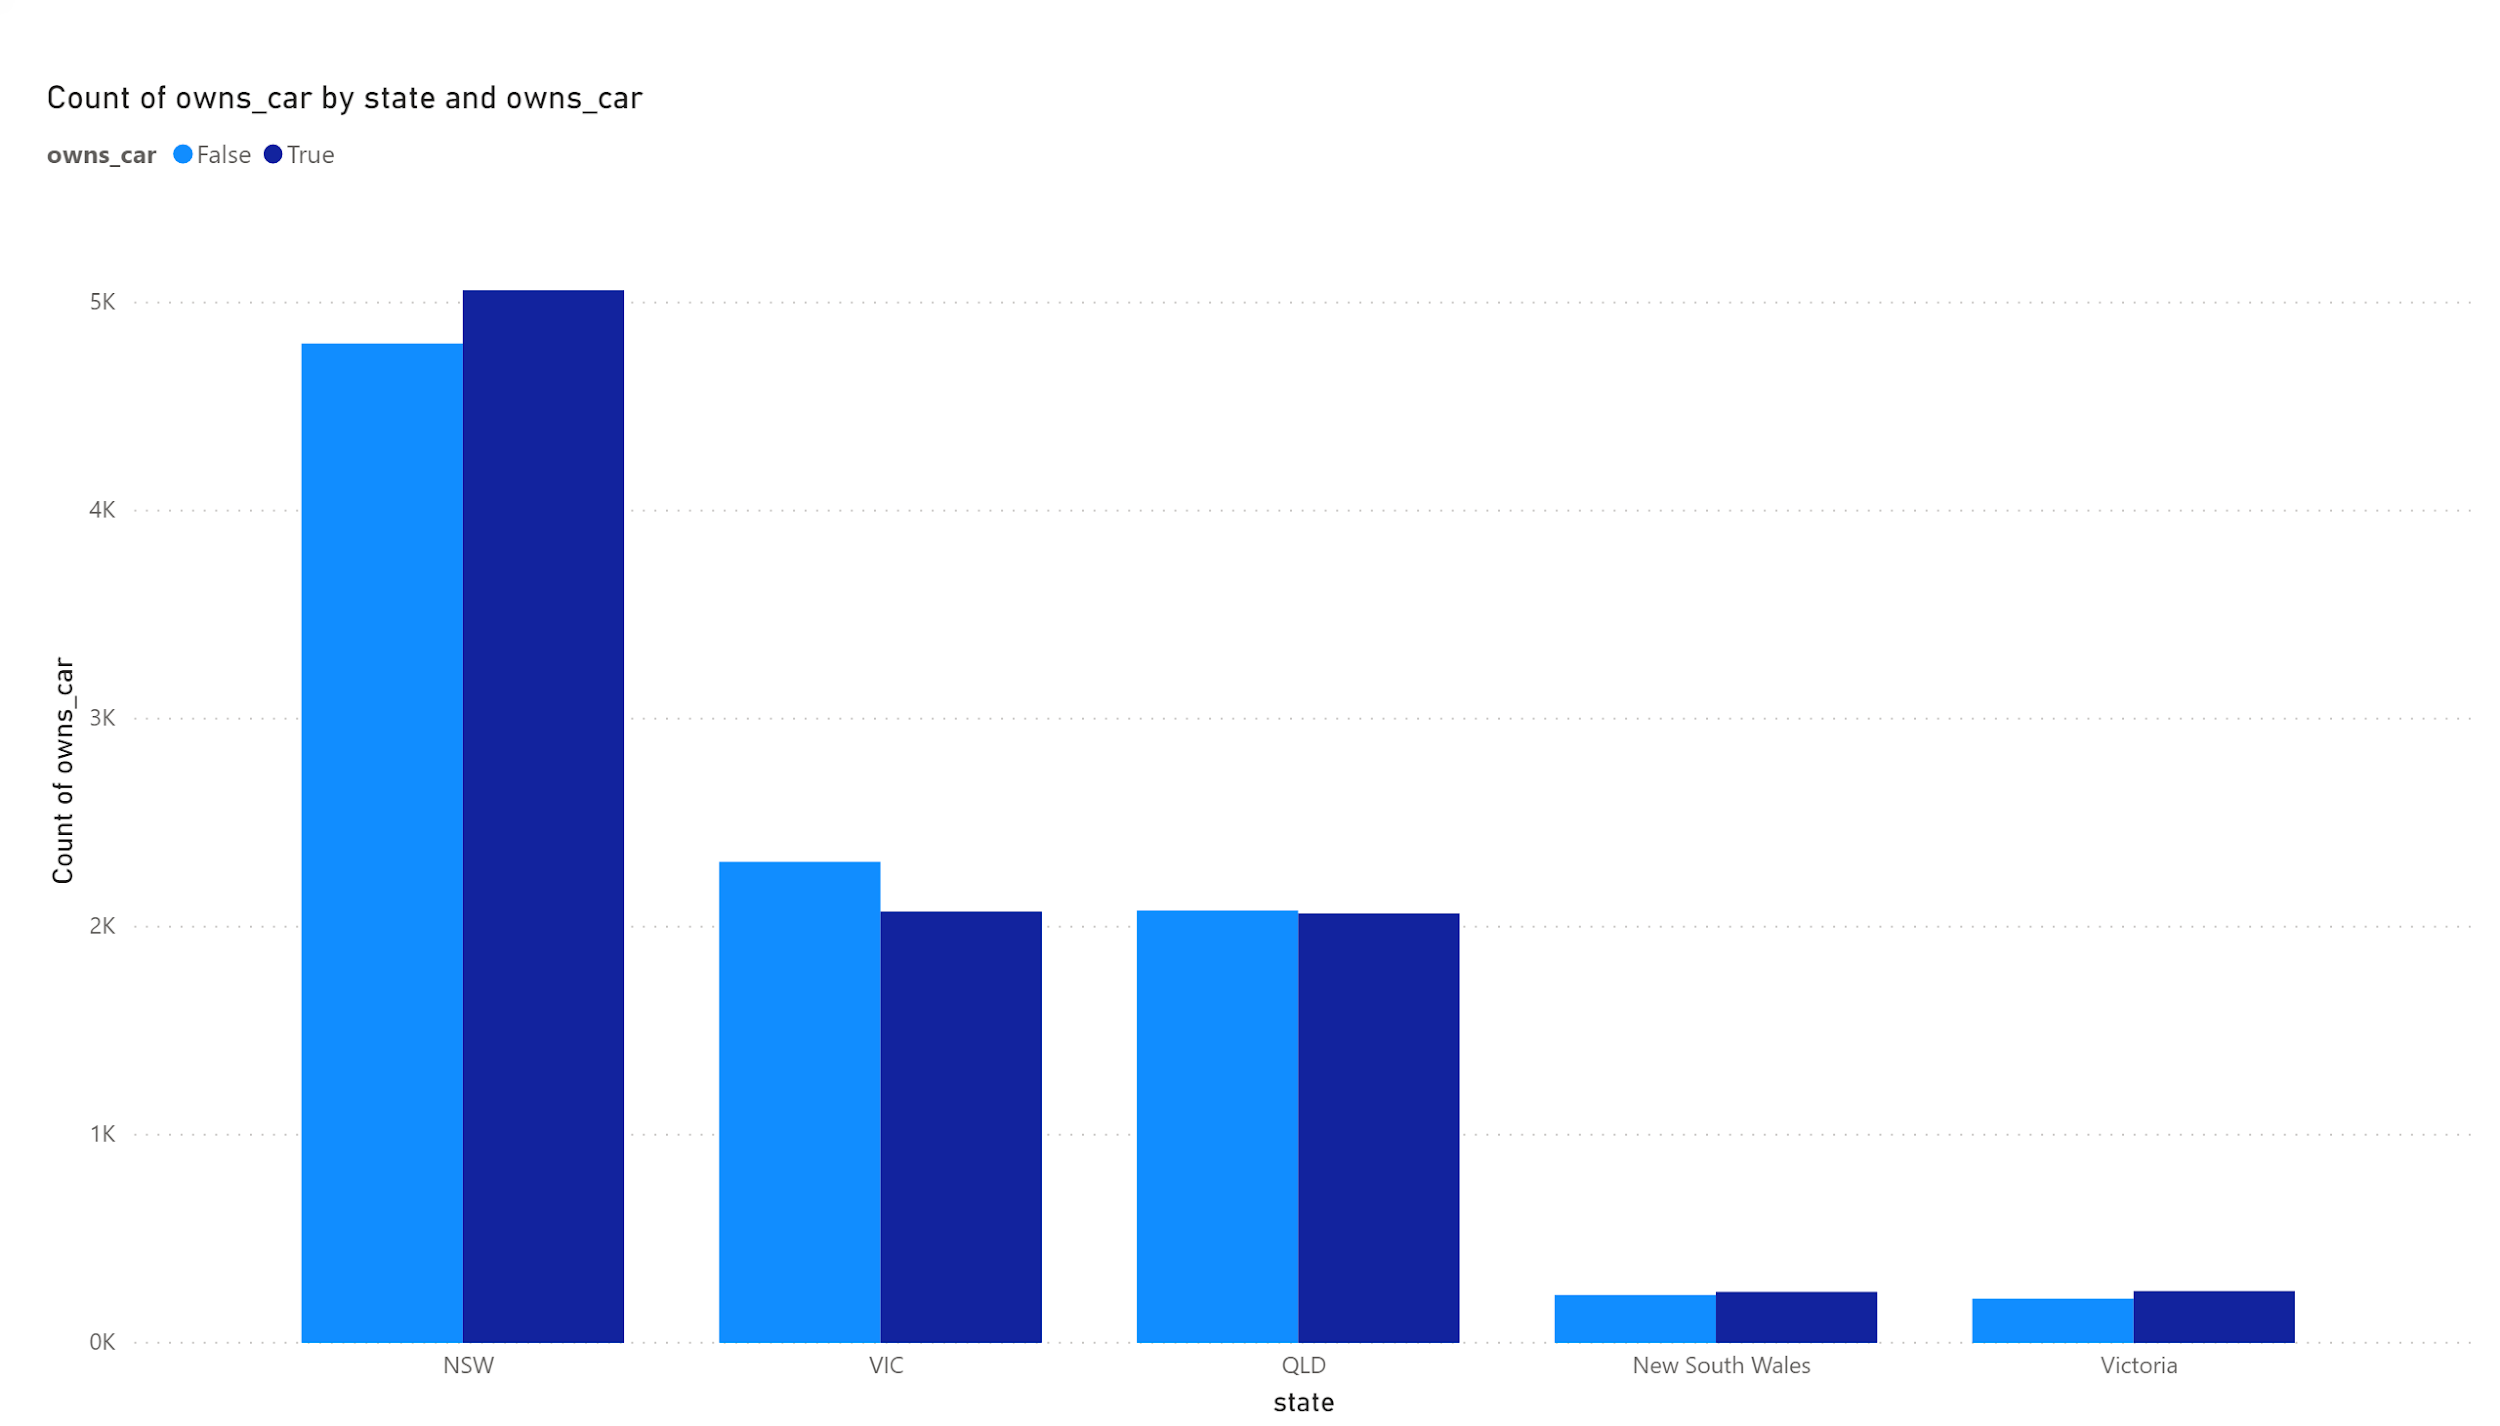 Count of owns_car by state and owns_car
owns_car False True
5K
4K
3K
2K
1K
0K
Count of owns_car
NSW VIC QLD New South Wales Victoria
state